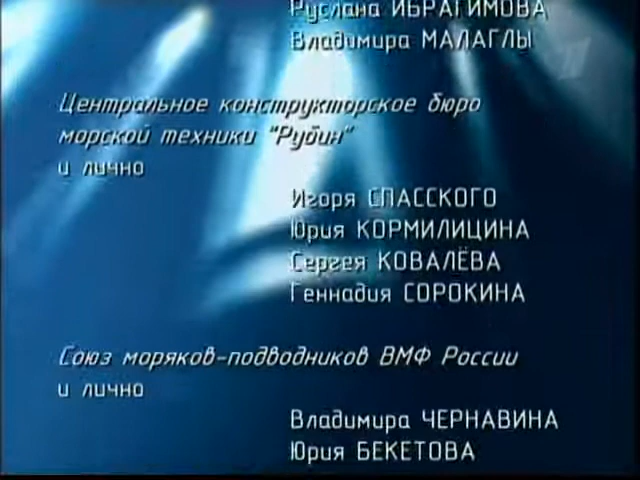 Руслана ИБРАГИМОВА
Владимира МАЛАГЛЫ
Центральное конструкторское бюро
морской техники "Рубин"
и лично
Игоря СПАССКОГО
Юрия КОРМИЛИЦИНА
Сергея КОВАЛЁВА
Геннадия СОРОКИНА
Союз моряков-подводников ВМФ России
и лично
Владимира ЧЕРНАВИНА
Юрия БЕКЕТОВА